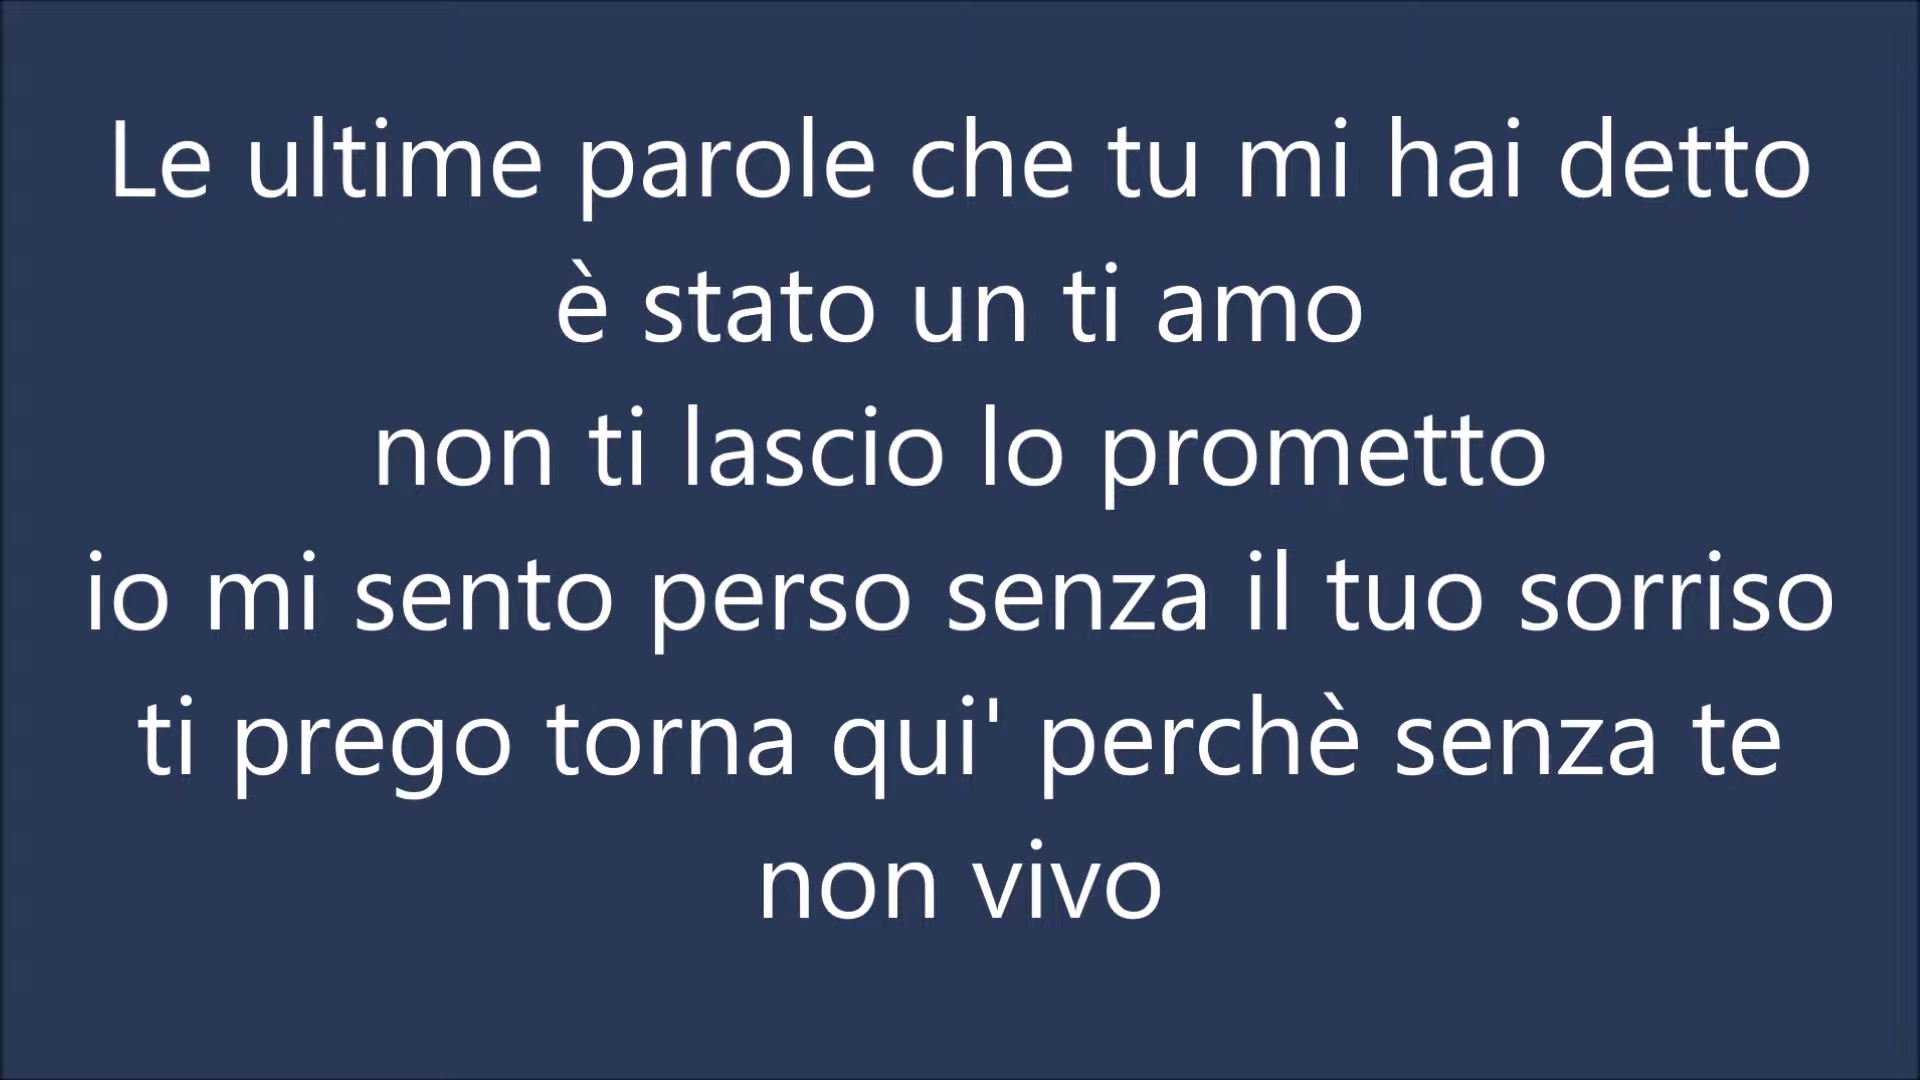 Le ultime parole che tu mi hai detto
è stato un ti amo
non ti lascio lo prometto
io mi sento perso senza il tuo sorriso
ti prego torna qui' perchè senza te
non vivo